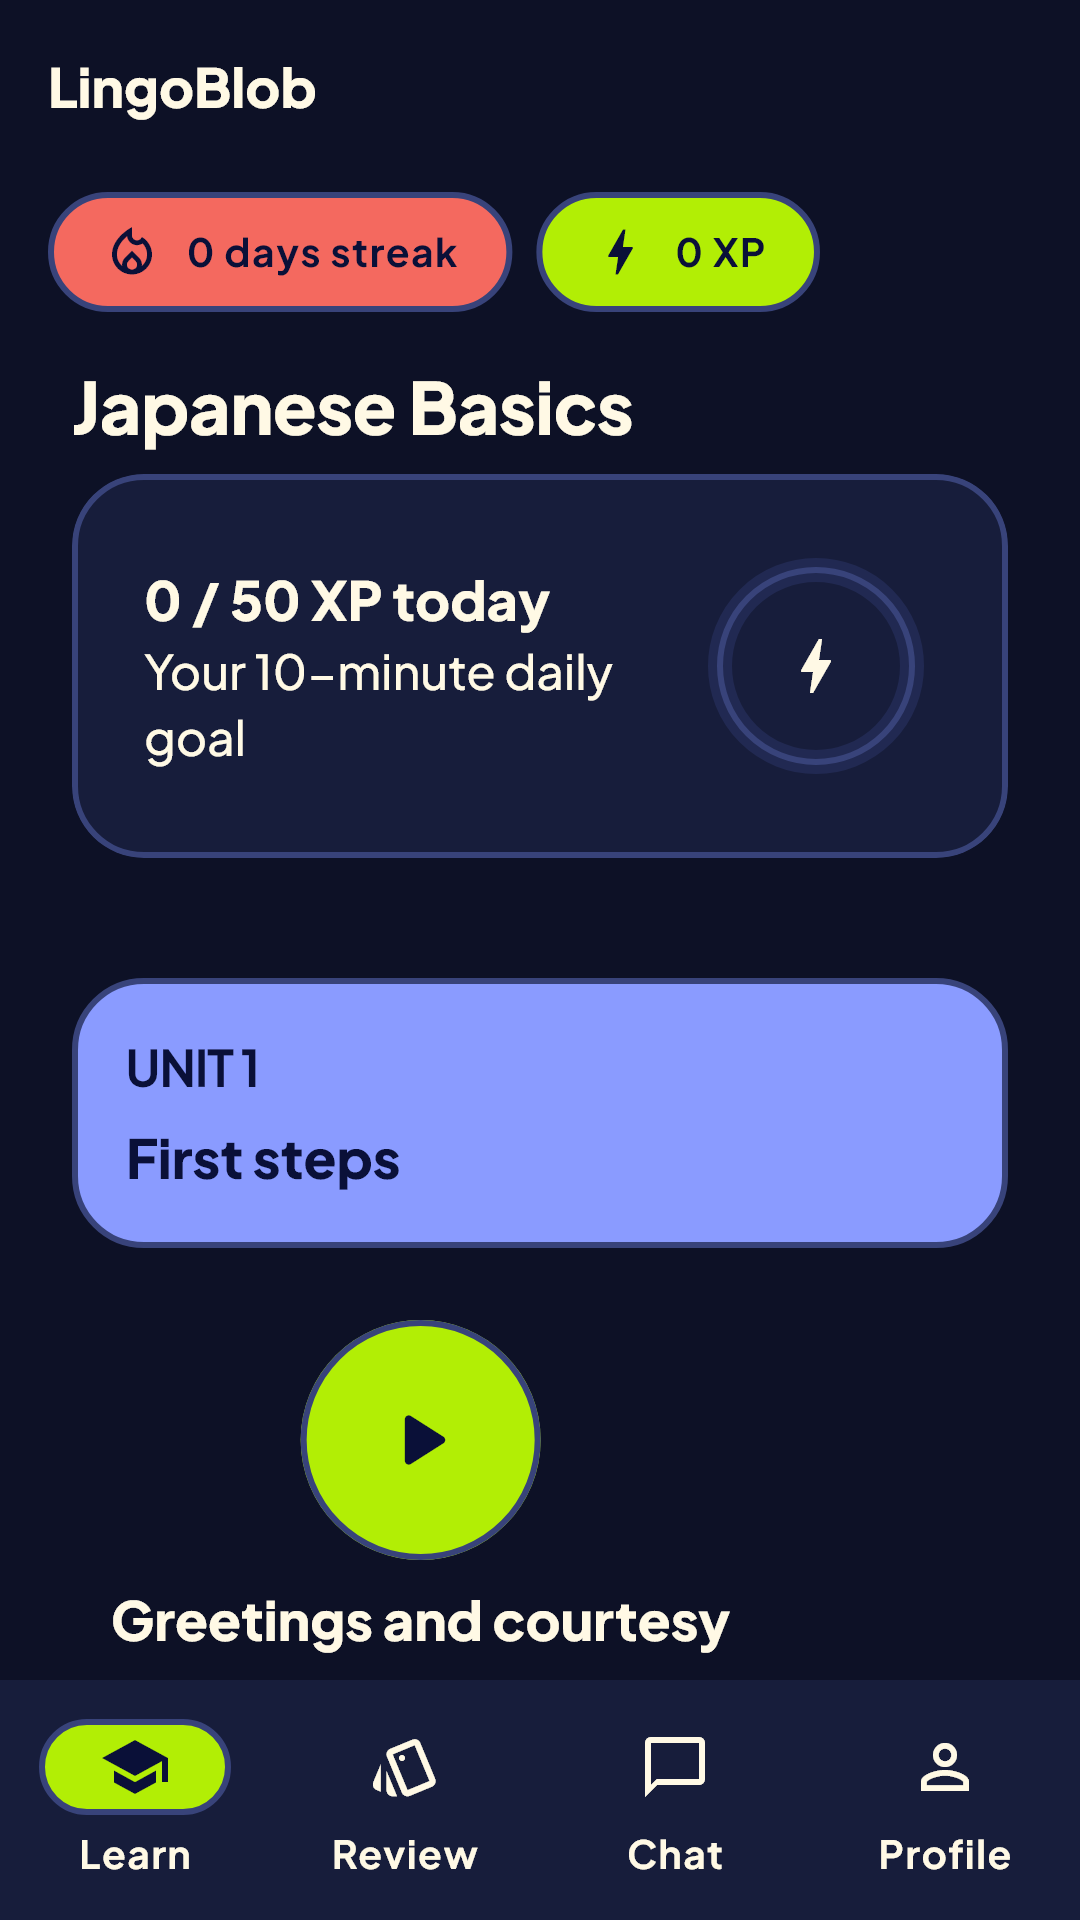 LingoBlob
0 days streak
0 XP
Japanese Basics
0 / 50 XP today
Your 10-minute daily
goal
UNIT 1
First steps
Greetings and courtesy
Learn
Review
Chat
Profile